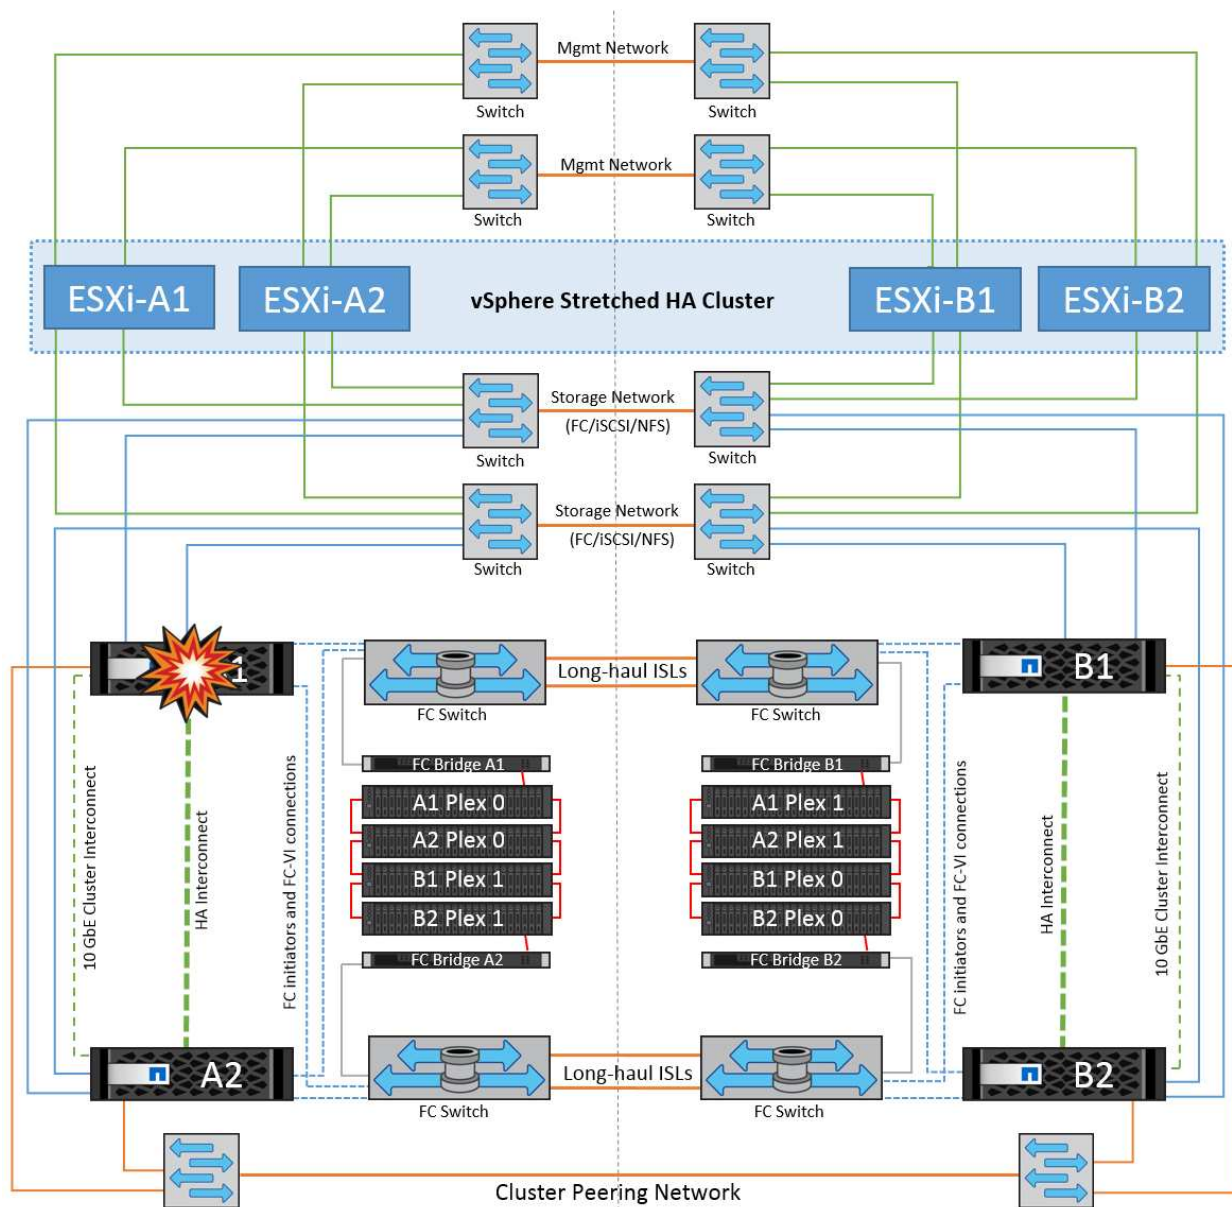 Mgmt Network
Switch
Switch
Mgmt Network
Switch
Switch
ESXi-A1
ESXi-A2
vSphere Stretched HA Cluster
ESXi-B1
ESXi-B2
Storage Network
(FC/iSCSI/NFS)
Switch
Switch
Storage Network
(FC/iSCSI/NFS)
Switch
Switch
1
Long-haul ISLs
B1
FC Switch
FC Switch
FC Bridge A1
FC Bridge B1
A1 Plex 0
A1 Plex 1
A2 Plex 0
A2 Plex 1
B1 Plex 1
B1 Plex 0
B2 Plex 1
B2 Plex 0
FC Bridge A2
FC Bridge B2
10 GbE Cluster Interconnect
HA Interconnect
FC initiators and FC-VI connections
FC initiators and FC-VI connections
HA Interconnect
10 GbE Cluster Interconnect
A2
Long-haul ISLs
B2
FC Switch
FC Switch
Cluster Peering Network